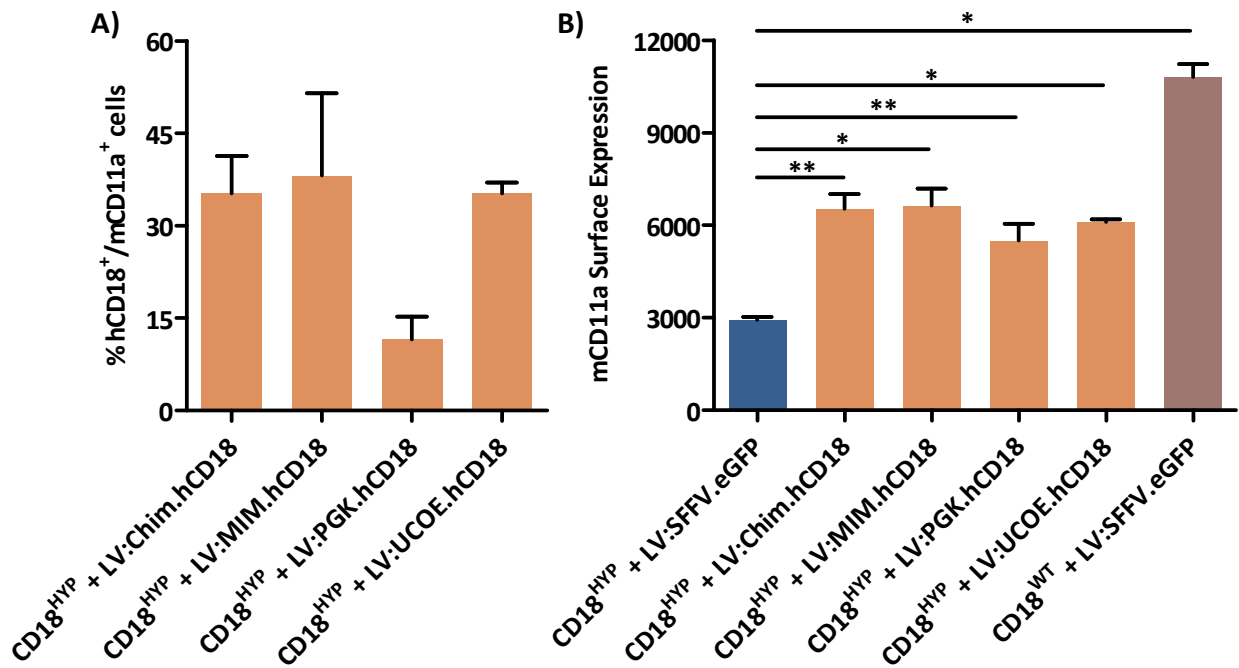 A)
%hCD18+/mCD11a+ cells
60
45
30
15
0
CD18HYP + LV:Chim.hCD18
CD18HYP + LV:MIM.hCD18
CD18HYP + LV:PGK.hCD18
CD18HYP + LV:UCOE.hCD18
B)
mCD11a Surface Expression
12000
9000
6000
3000
0
*
*
**
*
**
CD18HYP + LV:SFFV.eGFP
CD18HYP + LV:Chim.hCD18
CD18HYP + LV:MIM.hCD18
CD18HYP + LV:PGK.hCD18
CD18HYP + LV:UCOE.hCD18
CD18WT + LV:SFFV.eGFP